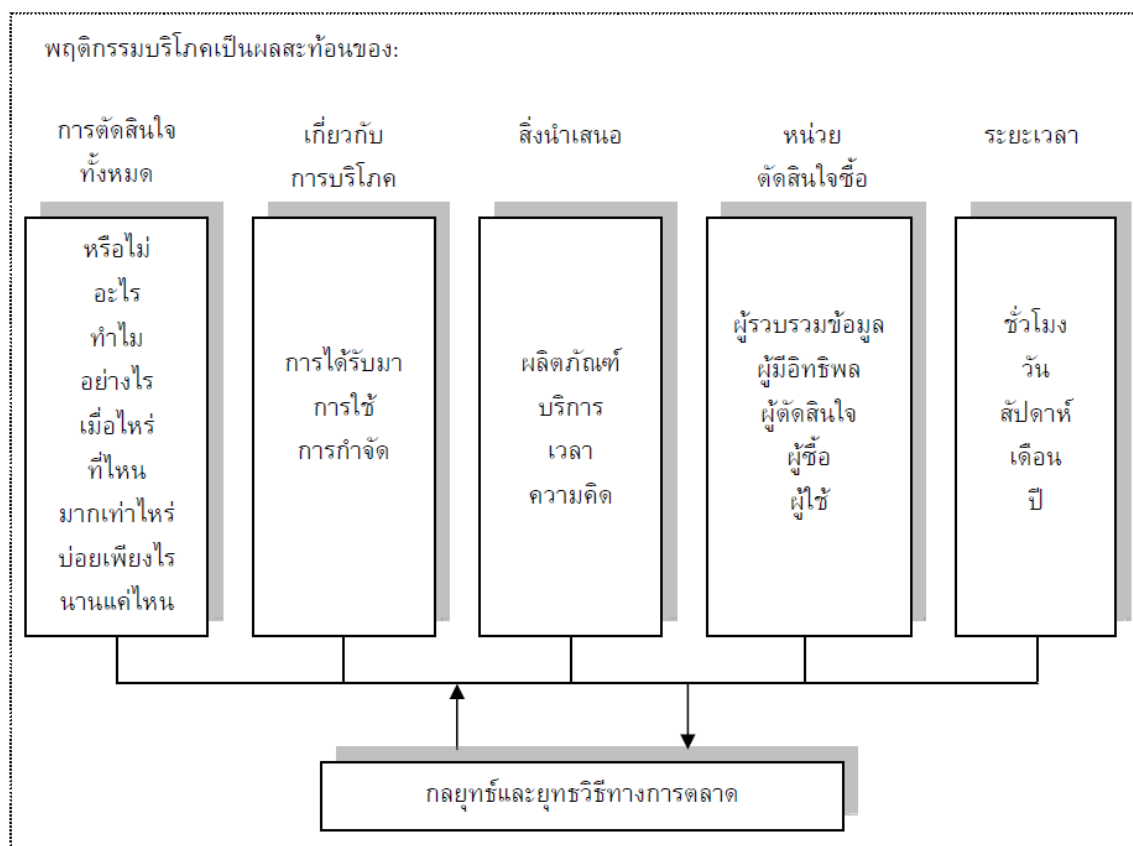 พฤติกรรมบริโภคเป็นผลสะท้อนของ:
การตัดสินใจ
ทั้งหมด
หรือไม่
อะไร
ทำไม
อย่างไร
เมื่อไหร่
ที่ไหน
มากเท่าไหร่
บ่อยเพียงไร
นานแค่ไหน
เกี่ยวกับ
การบริโภค
การได้รับมา
การใช้
การกำจัด
สิ่งนำเสนอ
ผลิตภัณฑ์
บริการ
เวลา
ความคิด
หน่วย
ตัดสินใจซื้อ
ผู้รวบรวมข้อมูล
ผู้มีอิทธิพล
ผู้ตัดสินใจ
ผู้ซื้อ
ผู้ใช้
ระยะเวลา
ชั่วโมง
วัน
สัปดาห์
เดือน
ปี
กลยุทธ์และยุทธวิธีทางการตลาด